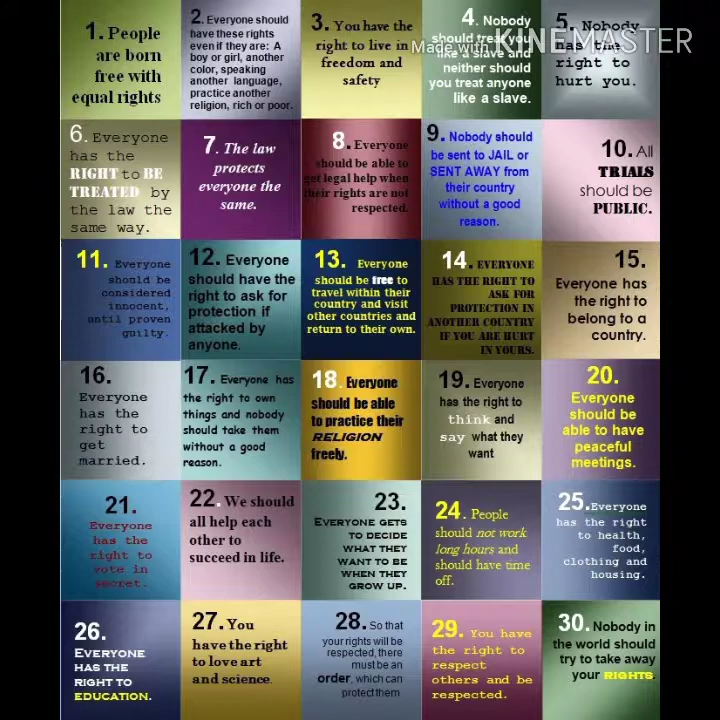 1. People
are born
free with
equal rights
2. Everyone should
have these rights
even if they are: A
boy or girl, another
color, speaking
another language,
practice another
religion, rich or poor.
3. You have the
right to live in
freedom and
safety
4. Nobody
should treat you
like a slave and
neither should
you treat anyone
like a slave.
Made with KINEMASTER
5. Nobody
has the
right to
hurt you.
6. Everyone
has the
RIGHT to BE
TREATED by
the law the
same way.
7. The law
protects
everyone the
same.
8. Everyone
should be able to
get legal help when
their rights are not
respected.
9. Nobody should
be sent to JAIL or
SENT AWAY from
their country
without a good
reason.
10. All
TRIALS
should be
PUBLIC.
11. Everyone
should be
considered
innocent,
until proven
guilty.
12. Everyone
should have the
right to ask for
protection if
attacked by
anyone.
13. Everyone
should be free to
travel within their
country and visit
other countries and
return to their own.
14. EVERYONE
HAS THE RIGHT TO
ASK FOR
PROTECTION IN
ANOTHER COUNTRY
IF YOU ARE HURT
IN YOURS.
15.
Everyone has
the right to
belong to a
country.
16.
Everyone
has the
right to
get
married.
17. Everyone has
the right to own
things and nobody
should take them
without a good
reason.
18. Everyone
should be able
to practice their
RELIGION
freely.
19. Everyone
has the right to
think and
say what they
want
20.
Everyone
should be
able to have
peaceful
meetings.
21.
Everyone
has the
right to
vote in
secret.
22. We should
all help each
other to
succeed in life.
23.
EVERYONE GETS
TO DECIDE
WHAT THEY
WANT TO BE
WHEN THEY
GROW UP.
24. People
should not work
long hours and
should have time
off.
25. Everyone
has the right
to health,
food,
clothing and
housing.
26.
EVERYONE
HAS THE
RIGHT TO
EDUCATION.
27. You
have the right
to love art
and science.
28. So that
your rights will be
respected, there
must be an
order, which can
protect them
29. You have
the right to
respect
others and be
respected.
30. Nobody in
the world should
try to take away
your RIGHTS.